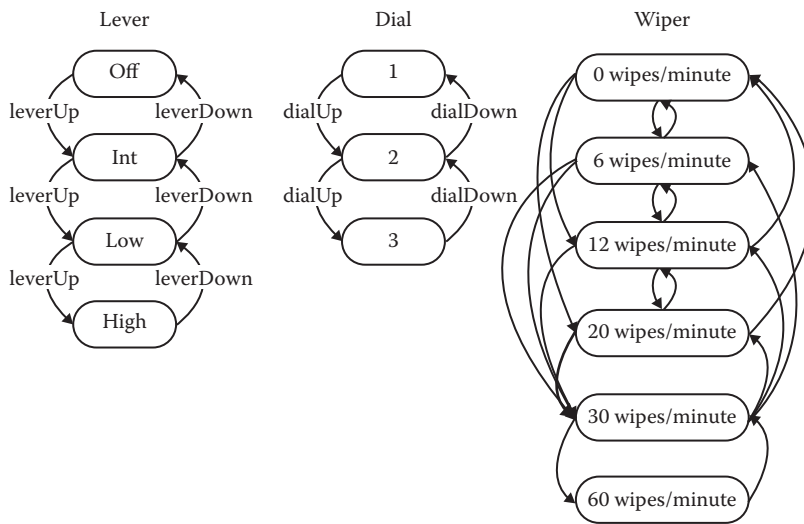 Lever
Off
leverUp
leverDown
Int
leverUp
leverDown
Low
leverUp
leverDown
High
Dial
1
dialUp
dialDown
2
dialUp
dialDown
3
Wiper
0 wipes/minute
6 wipes/minute
12 wipes/minute
20 wipes/minute
30 wipes/minute
60 wipes/minute